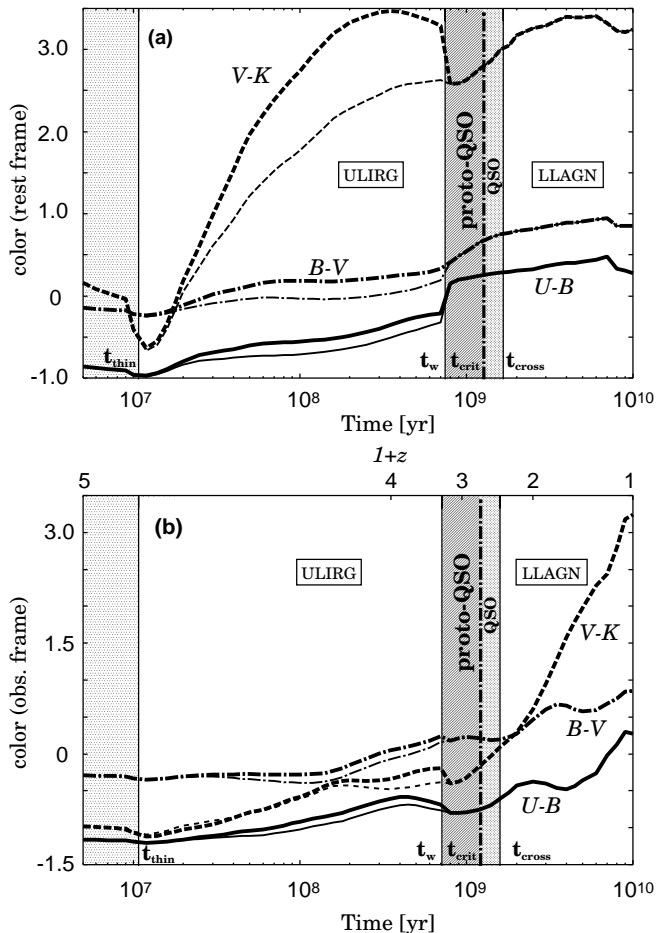 (a)
3.0
2.0
1.0
0
-1.0
color (rest frame)
V-K
B-V
U-B
ULIRG
proto-QSO
QSO
LLAGN
t_thin
t_w
t_crit
t_cross
10^7
10^8
10^9
10^10
Time [yr]
1+z
5
4
3
2
1
(b)
3.0
1.5
0
-1.5
color (obs. frame)
ULIRG
proto-QSO
QSO
LLAGN
V-K
B-V
U-B
t_thin
t_w
t_crit
t_cross
10^7
10^8
10^9
10^10
Time [yr]